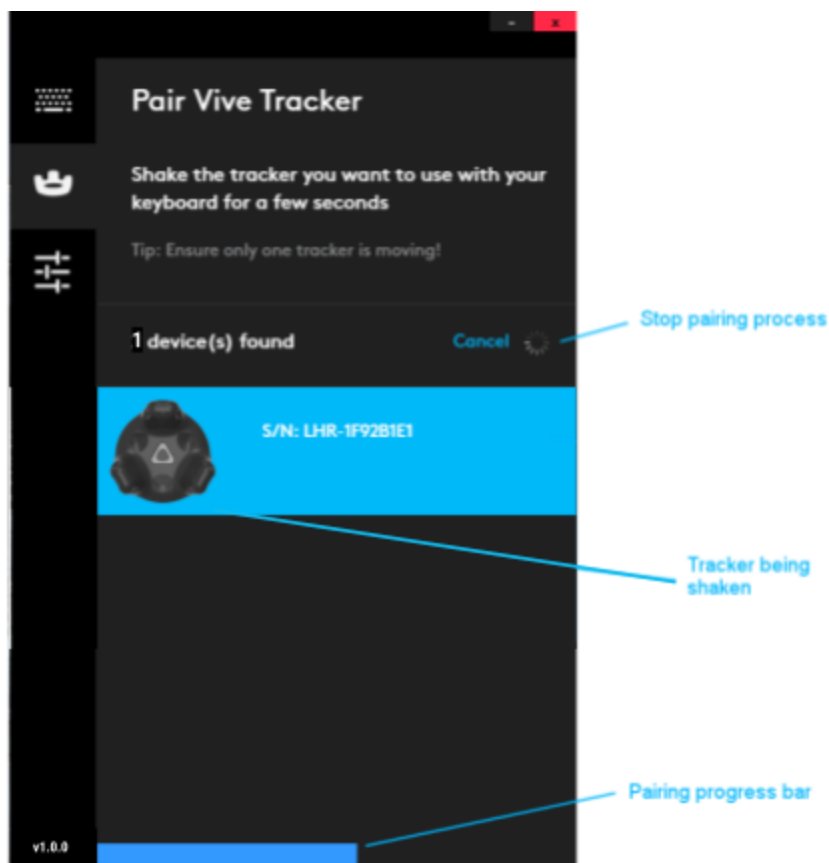 - x
Pair Vive Tracker
Shake the tracker you want to use with your
keyboard for a few seconds
Tip: Ensure only one tracker is moving!
1 device(s) found
Cancel
Stop pairing process
S/N: LHR-1F92B1E1
Tracker being
shaken
Pairing progress bar
v1.0.0